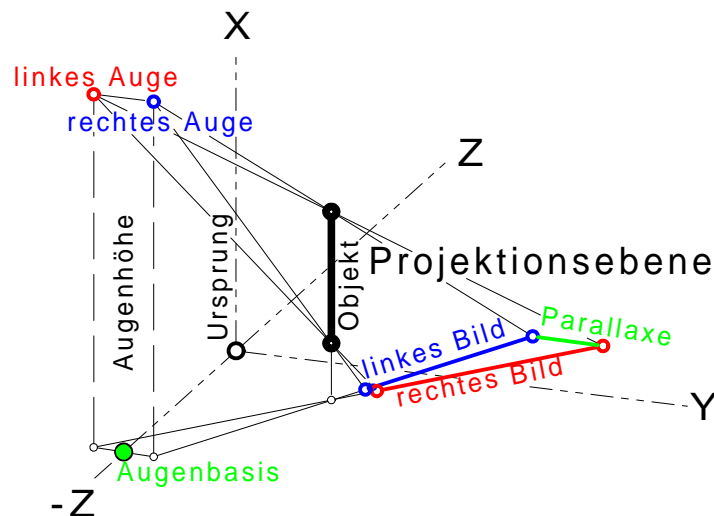 X
linkes Auge
rechtes Auge
Z
Augenhöhe
Ursprung
Objekt
Projektionsebene
Parallaxe
linkes Bild
rechtes Bild
Y
Augenbasis
-Z